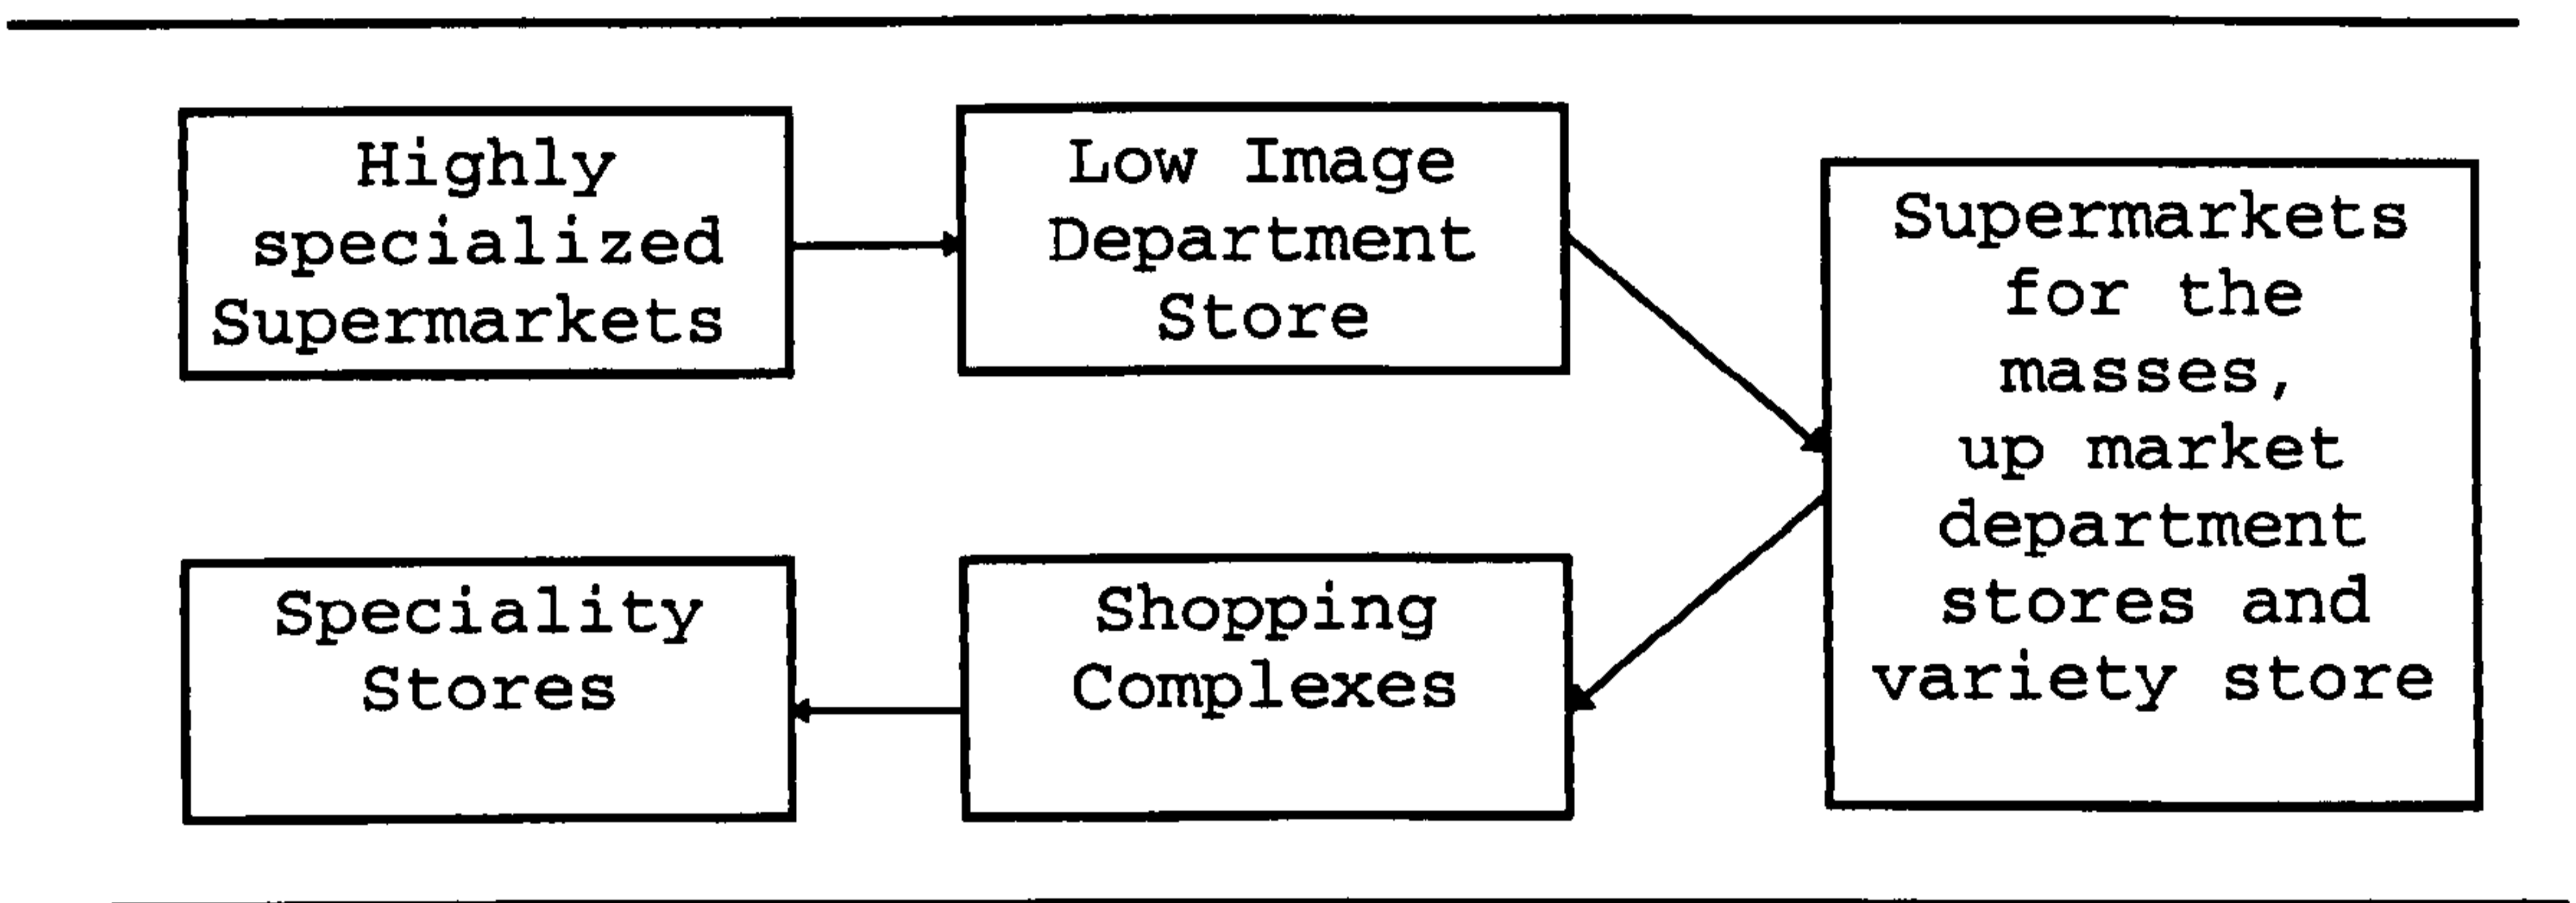 Highly
specialized
Supermarkets
Low Image
Department
Store
Supermarkets
for the
masses,
up market
department
stores and
variety store
Shopping
Complexes
Speciality
Stores